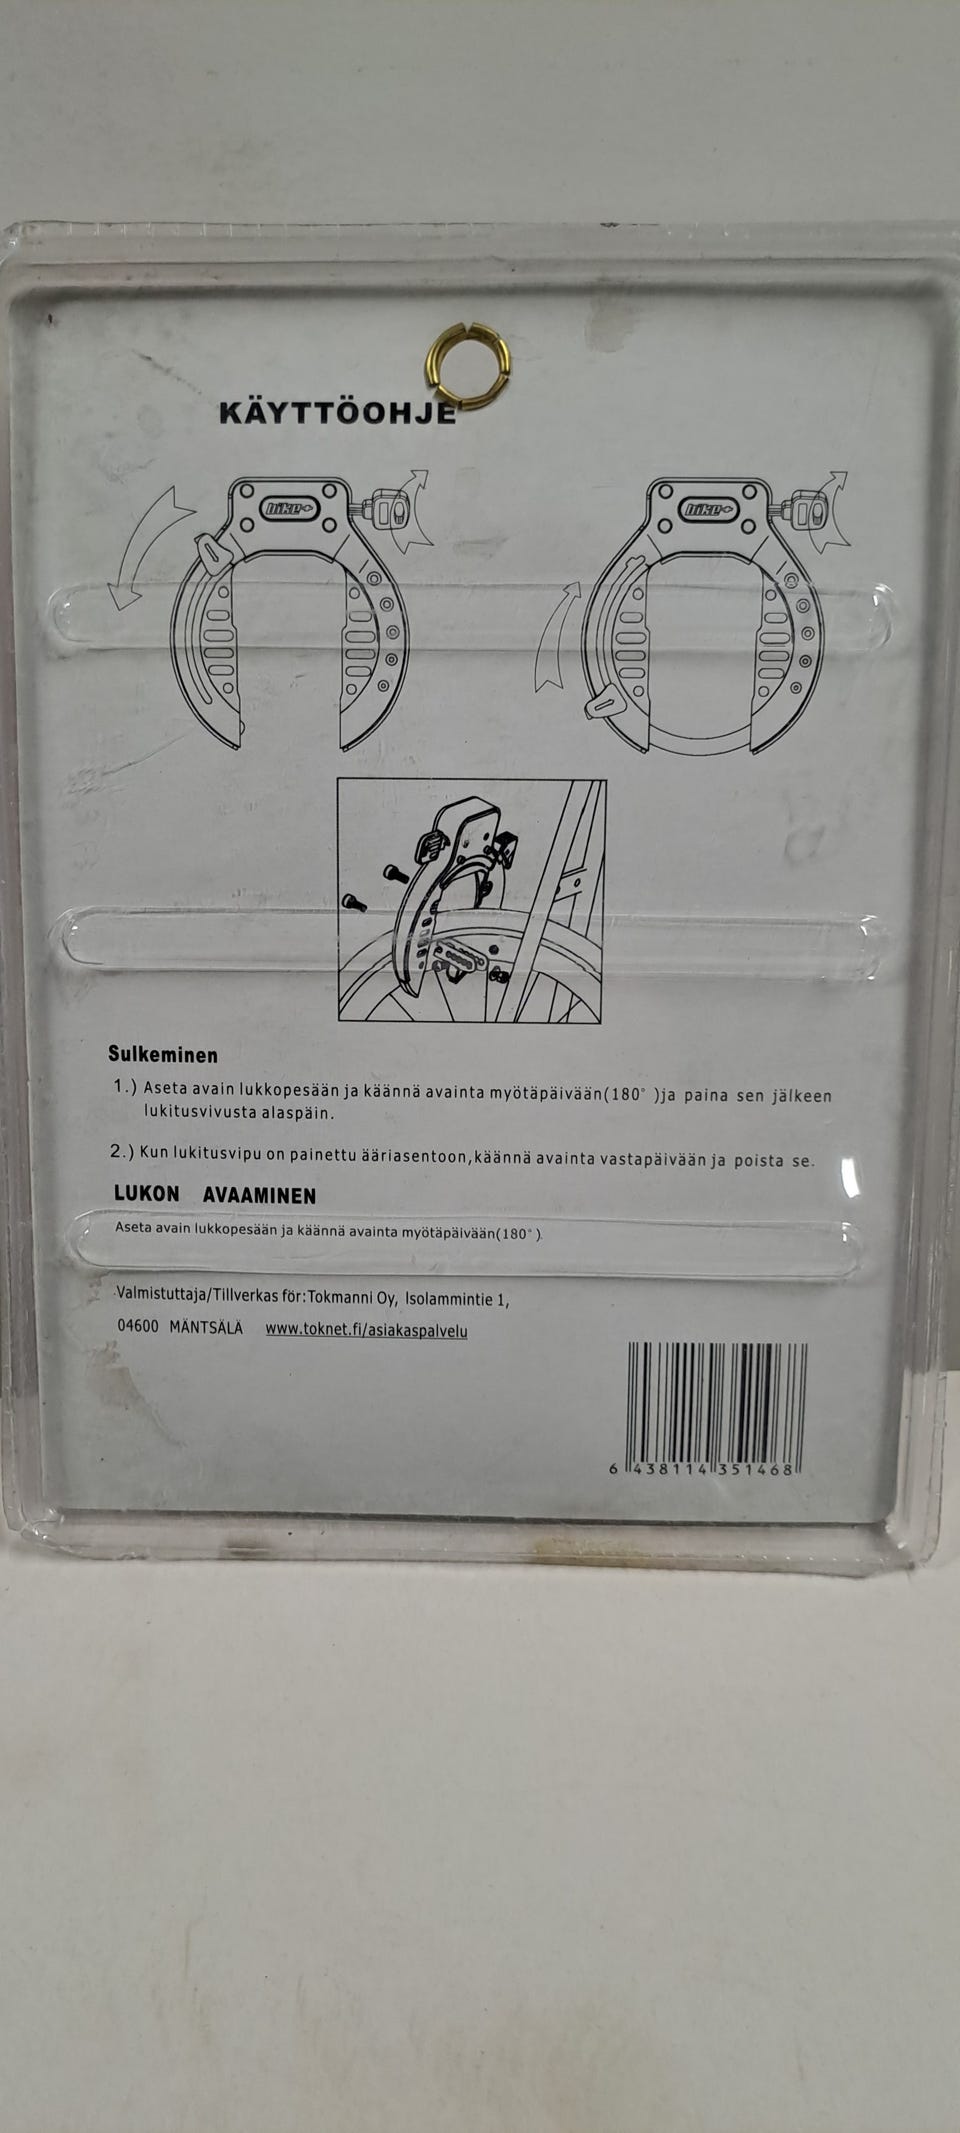 KÄYTTÖOHJE
bike
bike
Sulkeminen
1.) Aseta avain lukkopesään ja käännä avainta myötäpäivään(180° )ja paina sen jälkeen
lukitusvivusta alaspäin.
2.) Kun lukitusvipu on painettu ääriasentoon,käännä avainta vastapäivään ja poista se.
LUKON AVAAMINEN
Aseta avain lukkopesään ja käännä avainta myötäpäivään(180° ).
Valmistuttaja/Tillverkas för:Tokmanni Oy, Isolammintie 1,
04600 MÄNTSÄLÄ www.toknet.fi/asiakaspalvelu
6 438114 351468